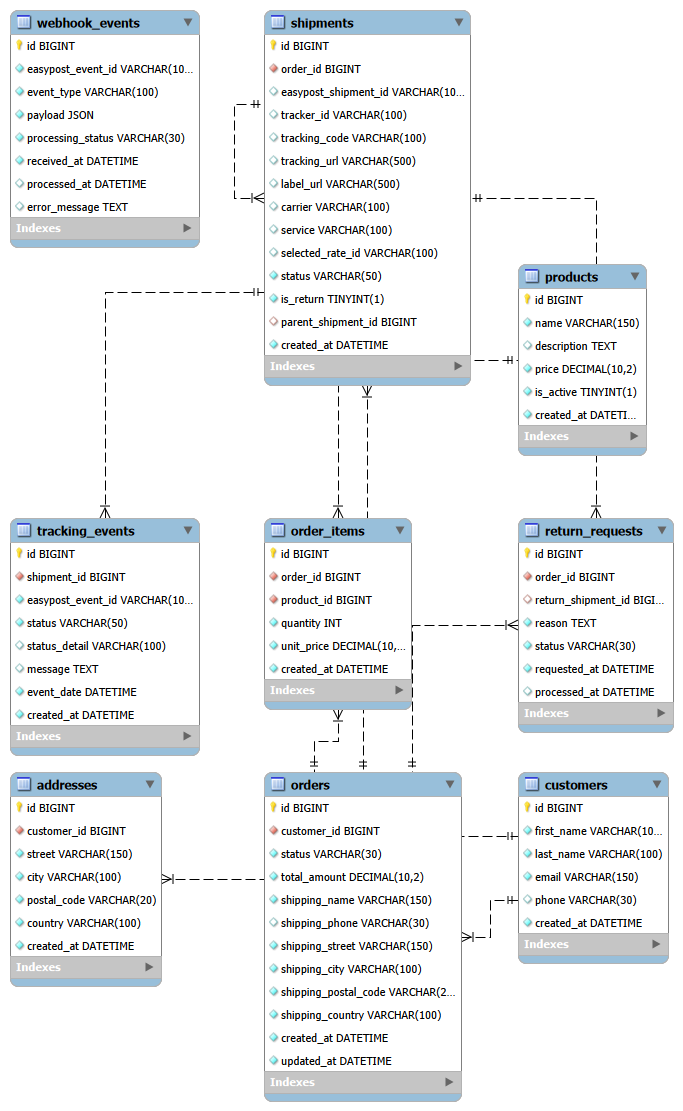 webhook_events
id BIGINT
easypost_event_id VARCHAR(10...
event_type VARCHAR(100)
payload JSON
processing_status VARCHAR(30)
received_at DATETIME
processed_at DATETIME
error_message TEXT
Indexes
shipments
id BIGINT
order_id BIGINT
easypost_shipment_id VARCHAR(10...
tracker_id VARCHAR(100)
tracking_code VARCHAR(100)
tracking_url VARCHAR(500)
label_url VARCHAR(500)
carrier VARCHAR(100)
service VARCHAR(100)
selected_rate_id VARCHAR(100)
status VARCHAR(50)
is_return TINYINT(1)
parent_shipment_id BIGINT
created_at DATETIME
Indexes
products
id BIGINT
name VARCHAR(150)
description TEXT
price DECIMAL(10,2)
is_active TINYINT(1)
created_at DATETI...
Indexes
tracking_events
id BIGINT
shipment_id BIGINT
easypost_event_id VARCHAR(10...
status VARCHAR(50)
status_detail VARCHAR(100)
message TEXT
event_date DATETIME
created_at DATETIME
Indexes
order_items
id BIGINT
order_id BIGINT
product_id BIGINT
quantity INT
unit_price DECIMAL(10,...
created_at DATETIME
Indexes
return_requests
id BIGINT
order_id BIGINT
return_shipment_id BIGI...
reason TEXT
status VARCHAR(30)
requested_at DATETIME
processed_at DATETIME
Indexes
addresses
id BIGINT
customer_id BIGINT
street VARCHAR(150)
city VARCHAR(100)
postal_code VARCHAR(20)
country VARCHAR(100)
created_at DATETIME
Indexes
orders
id BIGINT
customer_id BIGINT
status VARCHAR(30)
total_amount DECIMAL(10,2)
shipping_name VARCHAR(150)
shipping_phone VARCHAR(30)
shipping_street VARCHAR(150)
shipping_city VARCHAR(100)
shipping_postal_code VARCHAR(2...
shipping_country VARCHAR(100)
created_at DATETIME
updated_at DATETIME
Indexes
customers
id BIGINT
first_name VARCHAR(10...
last_name VARCHAR(100)
email VARCHAR(150)
phone VARCHAR(30)
created_at DATETIME
Indexes